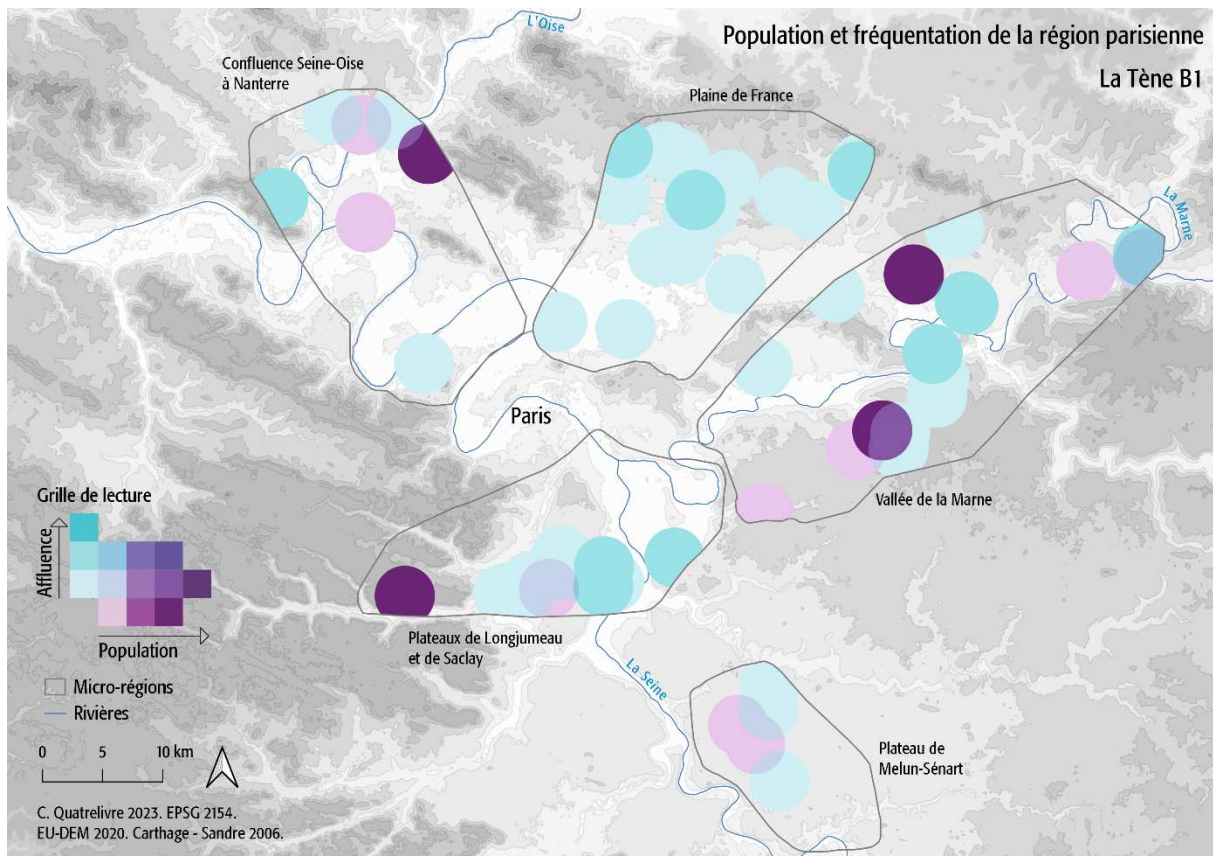 Population et fréquentation de la région parisienne
La Tène B1
L'Oise
Confluence Seine-Oise
à Nanterre
Plaine de France
La Marne
Paris
Vallée de la Marne
Grille de lecture
Affluence
Population
Plateaux de Longjumeau
et de Saclay
La Seine
Micro-régions
Rivières
0 5 10 km
Plateau de
Melun-Sénart
C. Quatrelivre 2023. EPSG 2154.
EU-DEM 2020. Carthage - Sandre 2006.